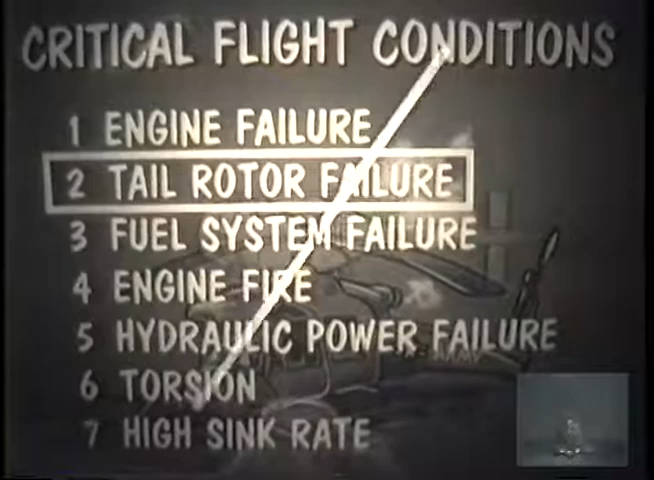 CRITICAL FLIGHT CONDITIONS
1 ENGINE FAILURE
2 TAIL ROTOR FAILURE
3 FUEL SYSTEM FAILURE
4 ENGINE FIRE
5 HYDRAULIC POWER FAILURE
6 TORSION
7 HIGH SINK RATE